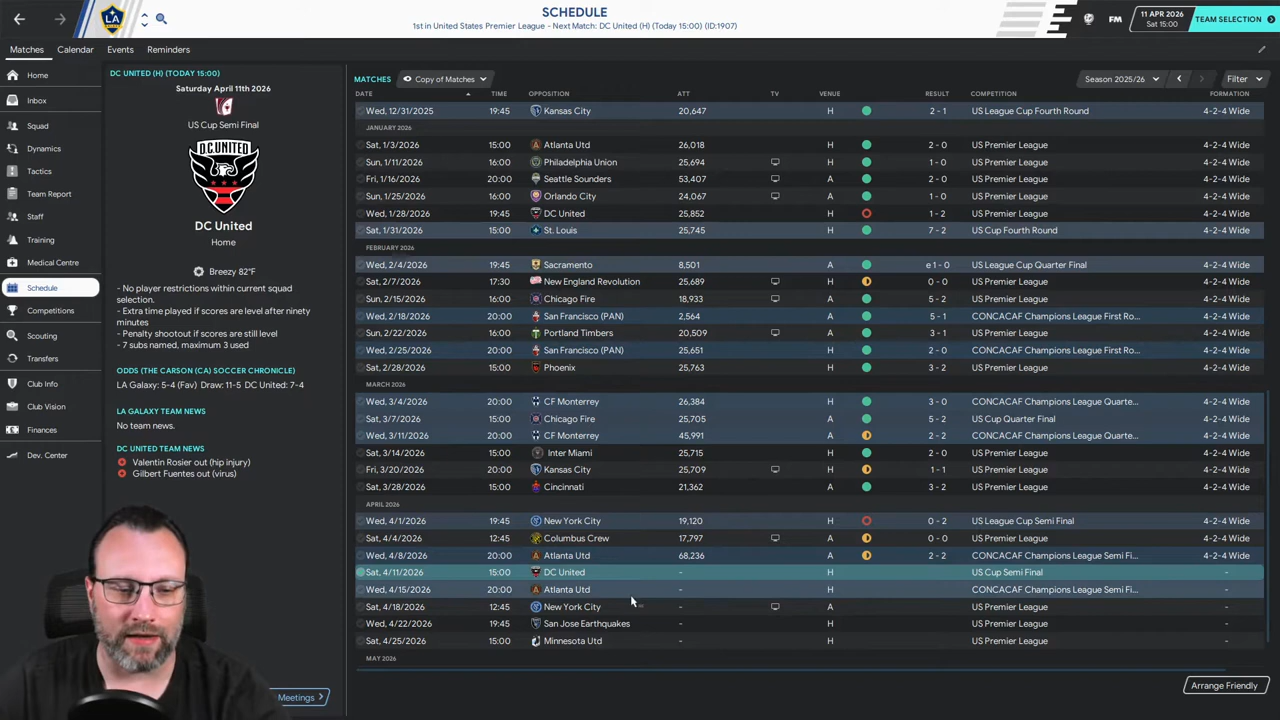 SCHEDULE
1st in United States Premier League - Next Match: DC United (H) (Today 15:00) (ID:1907)
LA
FM
11 APR 2026
Sat 15:00
TEAM SELECTION
Matches
Calendar
Events
Reminders
Home
Inbox
Squad
Dynamics
Tactics
Team Report
Staff
Training
Medical Centre
Schedule
Competitions
Scouting
Transfers
Club Info
Club Vision
Finances
Dev. Center
DC UNITED (H) (TODAY 15:00)
Saturday April 11th 2026
US Cup Semi Final
D.C.UNITED
DC United
Home
Breezy 82°F
- No player restrictions within current squad
selection.
- Extra time played if scores are level after ninety
minutes
- Penalty shootout if scores are still level
- 7 subs named, maximum 3 used
ODDS (THE CARSON (CA) SOCCER CHRONICLE)
LA Galaxy: 5-4 (Fav) Draw: 11-5 DC United: 7-4
LA GALAXY TEAM NEWS
No team news.
DC UNITED TEAM NEWS
Valentin Rosier out (hip injury)
Gilbert Fuentes out (virus)
Meetings
MATCHES Copy of Matches Season 2025/26 Filter
DATE TIME OPPOSITION ATT TV VENUE RESULT COMPETITION FORMATION
Wed, 12/31/2025 19:45 Kansas City 20,647 H 2 - 1 US League Cup Fourth Round 4-2-4 Wide
JANUARY 2026
Sat, 1/3/2026 15:00 Atlanta Utd 26,018 H 2 - 0 US Premier League 4-2-4 Wide
Sun, 1/11/2026 16:00 Philadelphia Union 25,694 H 1 - 0 US Premier League 4-2-4 Wide
Fri, 1/16/2026 20:00 Seattle Sounders 53,407 A 2 - 0 US Premier League 4-2-4 Wide
Sun, 1/25/2026 16:00 Orlando City 24,067 A 1 - 0 US Premier League 4-2-4 Wide
Wed, 1/28/2026 19:45 DC United 25,852 H 1 - 2 US Premier League 4-2-4 Wide
Sat, 1/31/2026 15:00 St. Louis 25,745 H 7 - 2 US Cup Fourth Round 4-2-4 Wide
FEBRUARY 2026
Wed, 2/4/2026 19:45 Sacramento 8,501 A e 1 - 0 US League Cup Quarter Final 4-2-4 Wide
Sat, 2/7/2026 17:30 New England Revolution 25,689 H 0 - 0 US Premier League 4-2-4 Wide
Sun, 2/15/2026 16:00 Chicago Fire 18,933 A 5 - 2 US Premier League 4-2-4 Wide
Wed, 2/18/2026 20:00 San Francisco (PAN) 2,564 A 5 - 1 CONCACAF Champions League First Ro... 4-2-4 Wide
Sun, 2/22/2026 16:00 Portland Timbers 20,509 A 3 - 1 US Premier League 4-2-4 Wide
Wed, 2/25/2026 20:00 San Francisco (PAN) 25,651 H 2 - 0 CONCACAF Champions League First Ro... 4-2-4 Wide
Sat, 2/28/2026 15:00 Phoenix 25,763 H 3 - 2 US Premier League 4-2-4 Wide
MARCH 2026
Wed, 3/4/2026 20:00 CF Monterrey 26,384 H 3 - 0 CONCACAF Champions League Quarte... 4-2-4 Wide
Sat, 3/7/2026 15:00 Chicago Fire 25,705 H 5 - 2 US Cup Quarter Final 4-2-4 Wide
Wed, 3/11/2026 20:00 CF Monterrey 45,991 A 2 - 2 CONCACAF Champions League Quarte... 4-2-4 Wide
Sat, 3/14/2026 15:00 Inter Miami 25,715 H 2 - 0 US Premier League 4-2-4 Wide
Fri, 3/20/2026 20:00 Kansas City 25,709 H 1 - 1 US Premier League 4-2-4 Wide
Sat, 3/28/2026 15:00 Cincinnati 21,362 A 3 - 2 US Premier League 4-2-4 Wide
APRIL 2026
Wed, 4/1/2026 19:45 New York City 19,120 H 0 - 2 US League Cup Semi Final 4-2-4 Wide
Sat, 4/4/2026 12:45 Columbus Crew 17,797 A 0 - 0 US Premier League 4-2-4 Wide
Wed, 4/8/2026 20:00 Atlanta Utd 68,236 A 2 - 2 CONCACAF Champions League Semi Fi... 4-2-4 Wide
Sat, 4/11/2026 15:00 DC United - H US Cup Semi Final -
Wed, 4/15/2026 20:00 Atlanta Utd - H CONCACAF Champions League Semi Fi... -
Sat, 4/18/2026 12:45 New York City - A US Premier League -
Wed, 4/22/2026 19:45 San Jose Earthquakes - H US Premier League -
Sat, 4/25/2026 15:00 Minnesota Utd - H US Premier League -
MAY 2026
Arrange Friendly